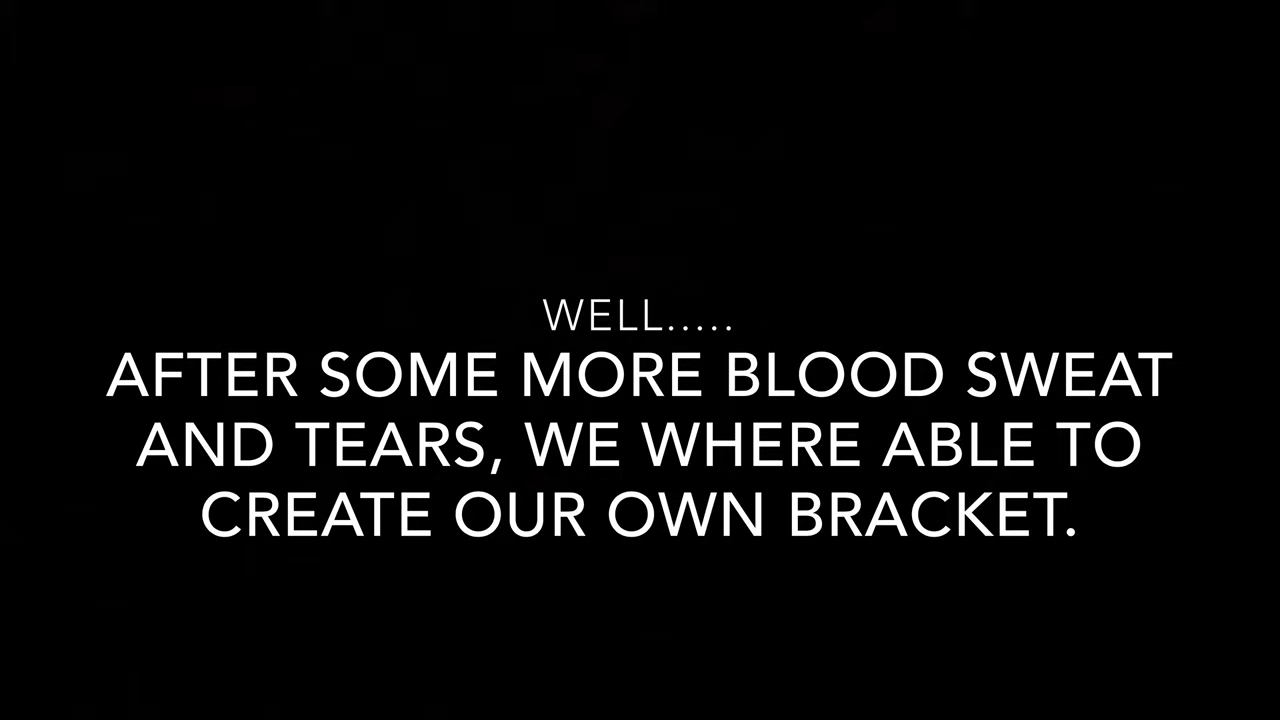 WELL.....
AFTER SOME MORE BLOOD SWEAT
AND TEARS, WE WHERE ABLE TO
CREATE OUR OWN BRACKET.